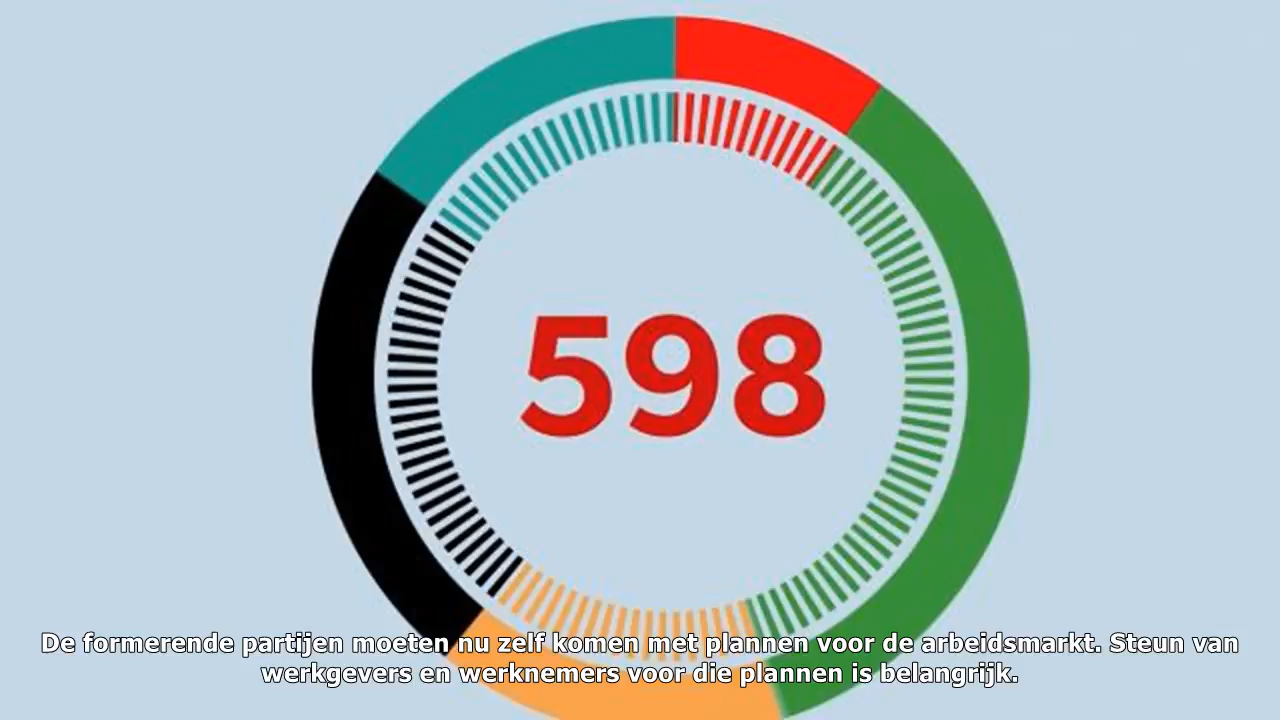 598
De formerende partijen moeten nu zelf komen met plannen voor de arbeidsmarkt. Steun van
werkgevers en werknemers voor die plannen is belangrijk.